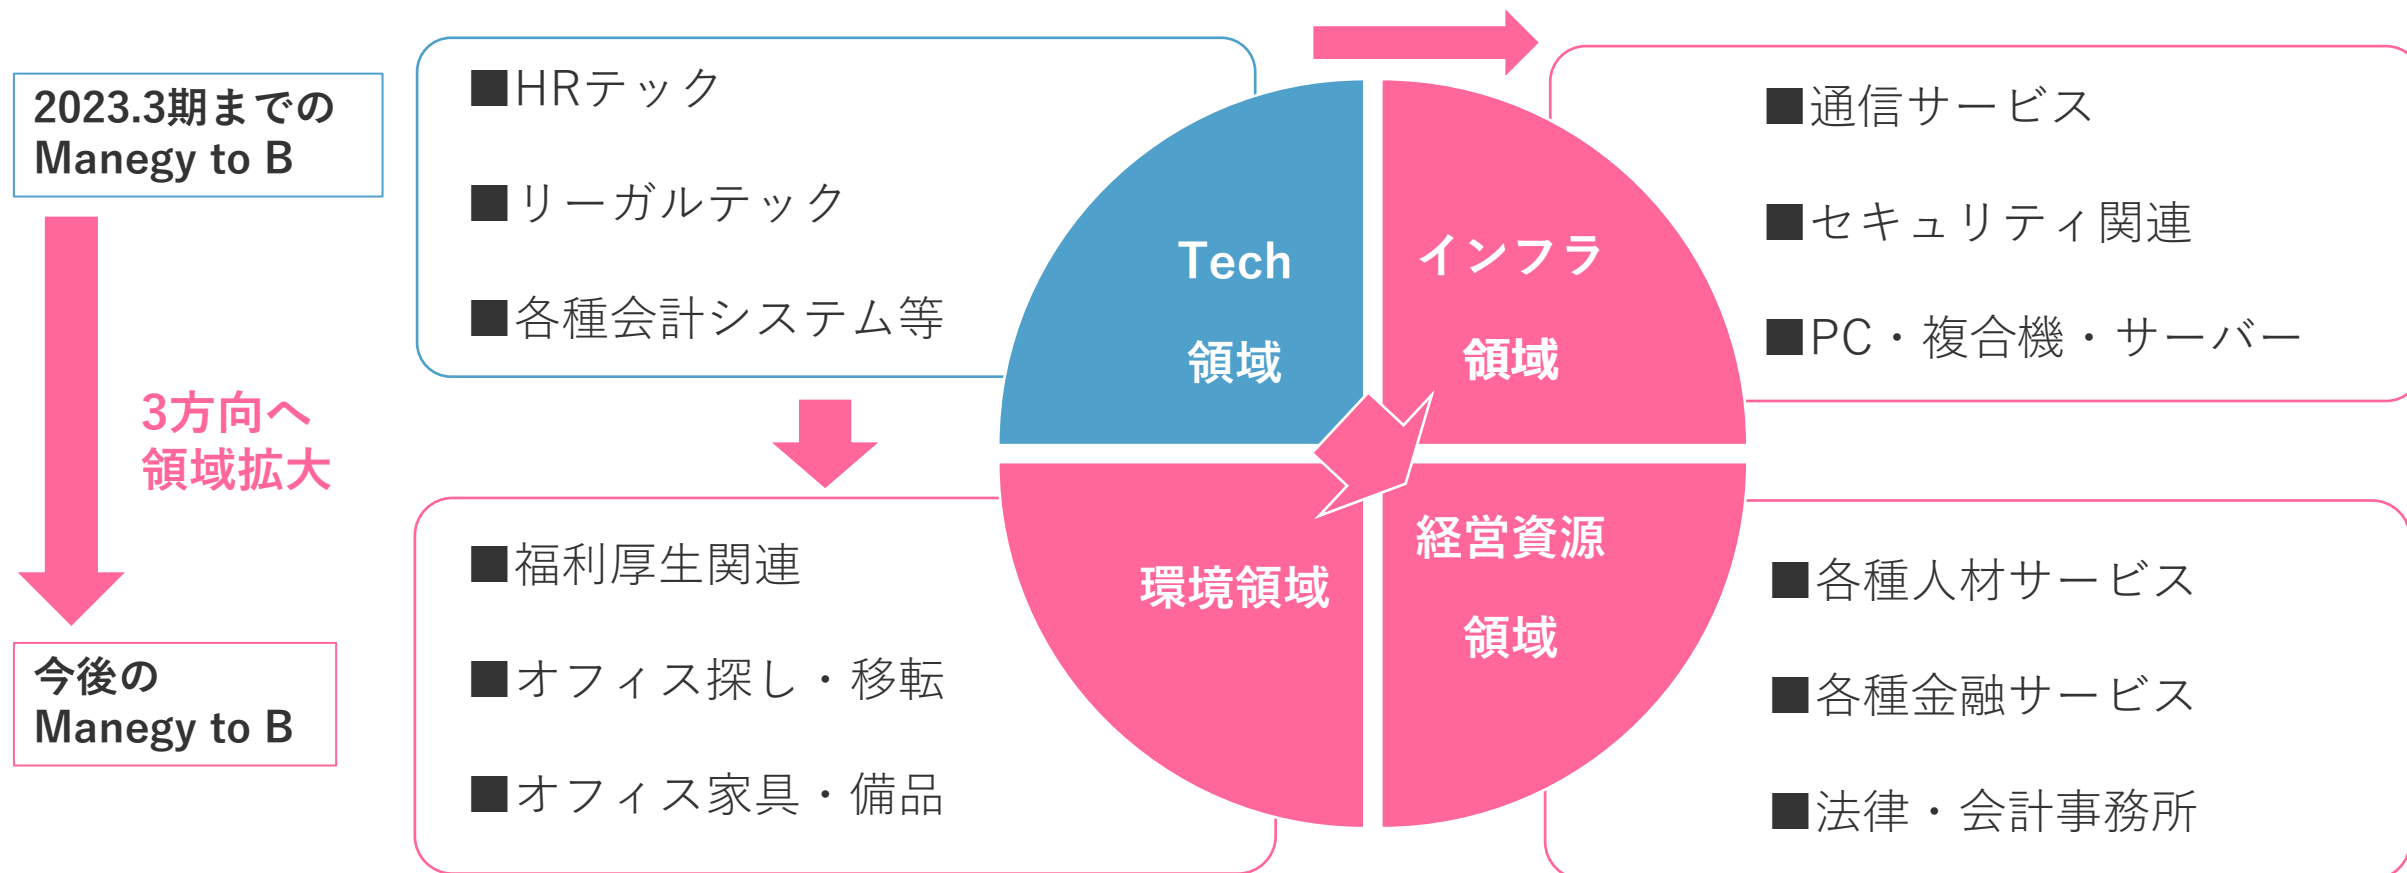 2023.3期までの
Manegy to B
3方向へ
領域拡大
今後の
Manegy to B
■HRテック
■リーガルテック
■各種会計システム等
Tech
領域
インフラ
領域
■通信サービス
■セキュリティ関連
■PC・複合機・サーバー
■福利厚生関連
■オフィス探し・移転
■オフィス家具・備品
環境領域
経営資源
領域
■各種人材サービス
■各種金融サービス
■法律・会計事務所